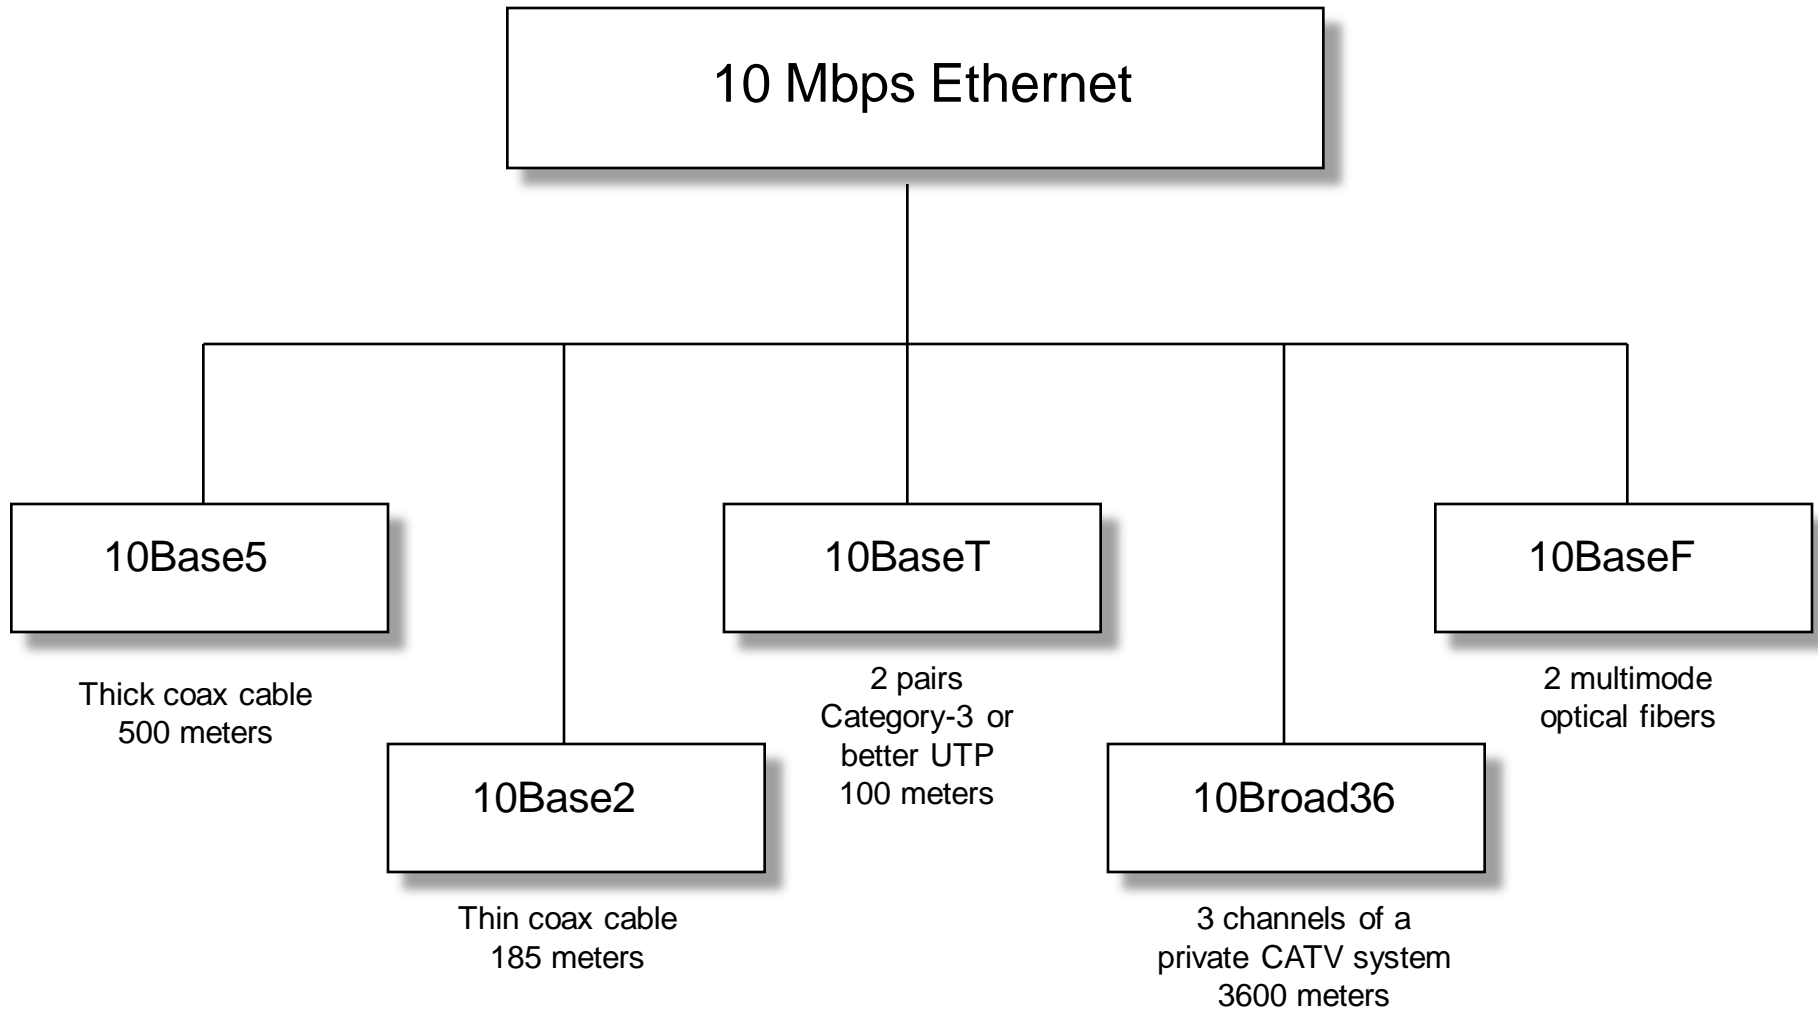 10 Mbps Ethernet
10Base5
Thick coax cable
500 meters
10Base2
Thin coax cable
185 meters
10BaseT
2 pairs
Category-3 or
better UTP
100 meters
10Broad36
3 channels of a
private CATV system
3600 meters
10BaseF
2 multimode
optical fibers